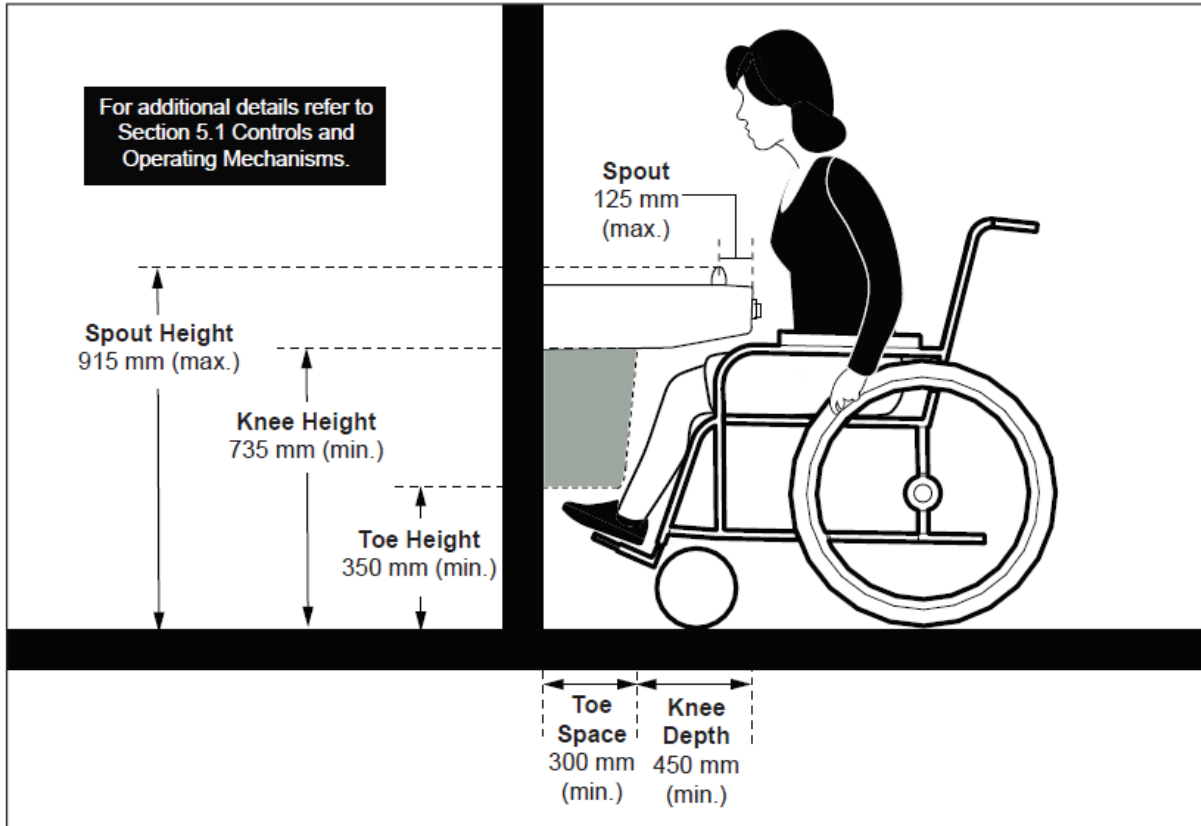 For additional details refer to
Section 5.1 Controls and
Operating Mechanisms.
Spout
125 mm
(max.)
Spout Height
915 mm (max.)
Knee Height
735 mm (min.)
Toe Height
350 mm (min.)
Toe
Space
300 mm
(min.)
Knee
Depth
450 mm
(min.)